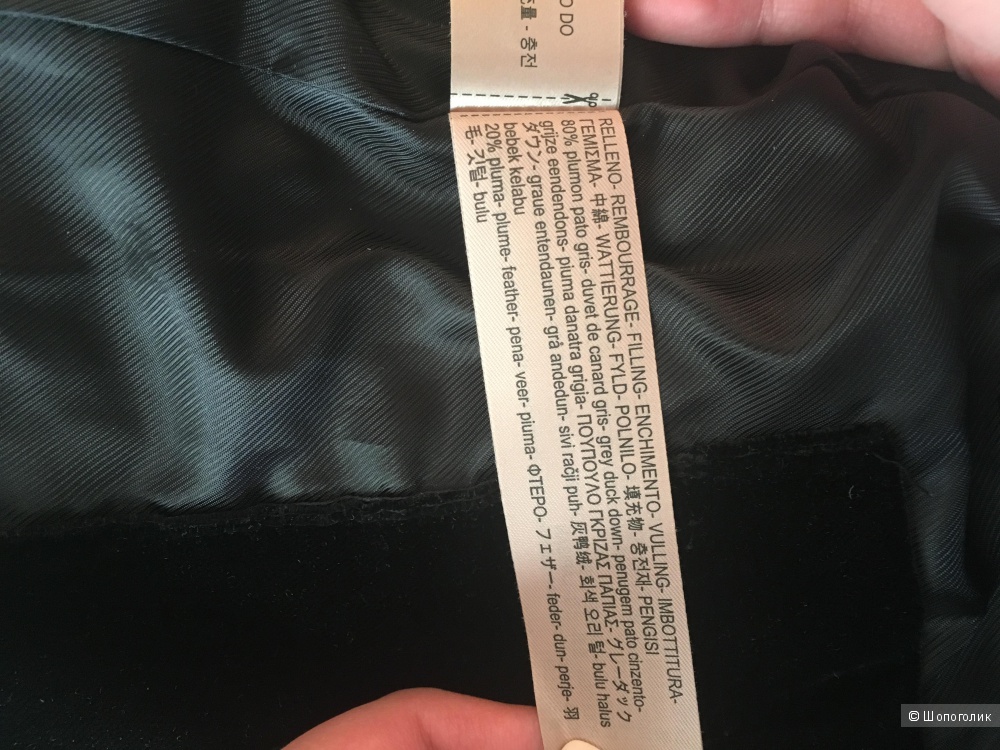 O DO
量 - 충전
RELLENO- REMBOURRAGE- FILLING- ENCHIMENTO- VULLING- IMBOTTITURA-
ΓΕΜΙΣΜΑ- 中綿- WATTIERUNG- FYLD- POLNILO- 填充物- 충전재- PENGISI
80% plumon pato gris- duvet de canard gris- grey duck down- penugem pato cinzento-
grijze eendendons- piuma danatra grigia- ΠΟΥΠΟΥΛΟ ΓΚΡΙΖΑΣ ΠΑΠΙΑΣ- グレーダック
ダウン- graue entendaunen- grå andedun- sivi račji puh- 灰鸭绒- 회색 오리 털- bulu halus
bebek kelabu
20% pluma- plume- feather- pena- veer- piuma- ΦΤΕΡΟ- フェザー- feder- dun- perje- 羽
毛- 깃털- bulu
© Шопоголик